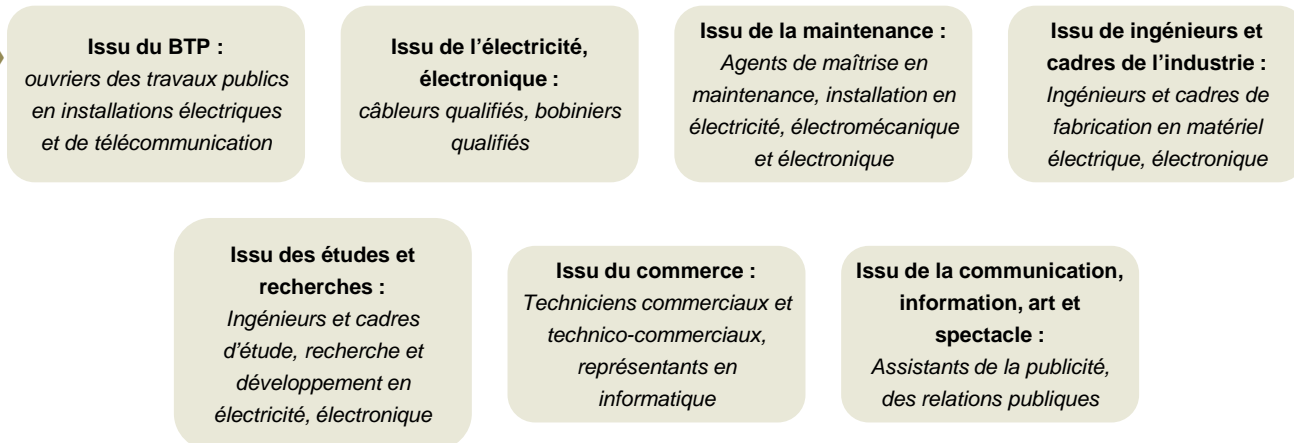 Issu du BTP :
ouvriers des travaux publics
en installations électriques
et de télécommunication
Issu de l’électricité,
électronique :
câbleurs qualifiés, bobiniers
qualifiés
Issu de la maintenance :
Agents de maîtrise en
maintenance, installation en
électricité, électromécanique
et électronique
Issu de ingénieurs et
cadres de l’industrie :
Ingénieurs et cadres de
fabrication en matériel
électrique, électronique
Issu des études et
recherches :
Ingénieurs et cadres
d’étude, recherche et
développement en
électricité, électronique
Issu du commerce :
Techniciens commerciaux et
technico-commerciaux,
représentants en
informatique
Issu de la communication,
information, art et
spectacle :
Assistants de la publicité,
des relations publiques